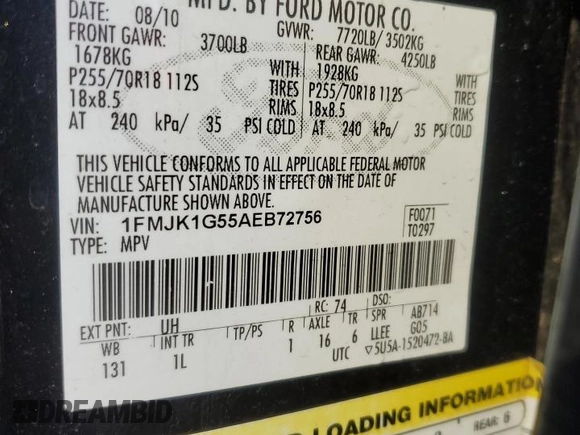 DATE: 08/10 MFD. BY FORD MOTOR CO.
FRONT GAWR: 3700LB GVWR: 7720LB/ 3502KG
1678KG REAR GAWR: 4250LB
P255/70R18 112S WITH 1928KG WITH
18x8.5 TIRES P255/70R18 112S TIRES
RIMS 18x8.5 RIMS
AT 240 kPa/ 35 PSI COLD AT 240 kPa/ 35 PSI COLD
THIS VEHICLE CONFORMS TO ALL APPLICABLE FEDERAL MOTOR
VEHICLE SAFETY STANDARDS IN EFFECT ON THE DATE OF
MANUFACTURE SHOWN ABOVE.
VIN: 1FMJK1G55AEB72756 F0071
TYPE: MPV T0297
RC: 74 DSO:
EXT PNT: UH AB714
WB INT TR TP/PS R AXLE TR SPR G05
131 1L 1 16 6 LLEE
UTC ▽5U5A-1520472-BA
LOADING INFORMATION
REAR: 6
DREAMBID